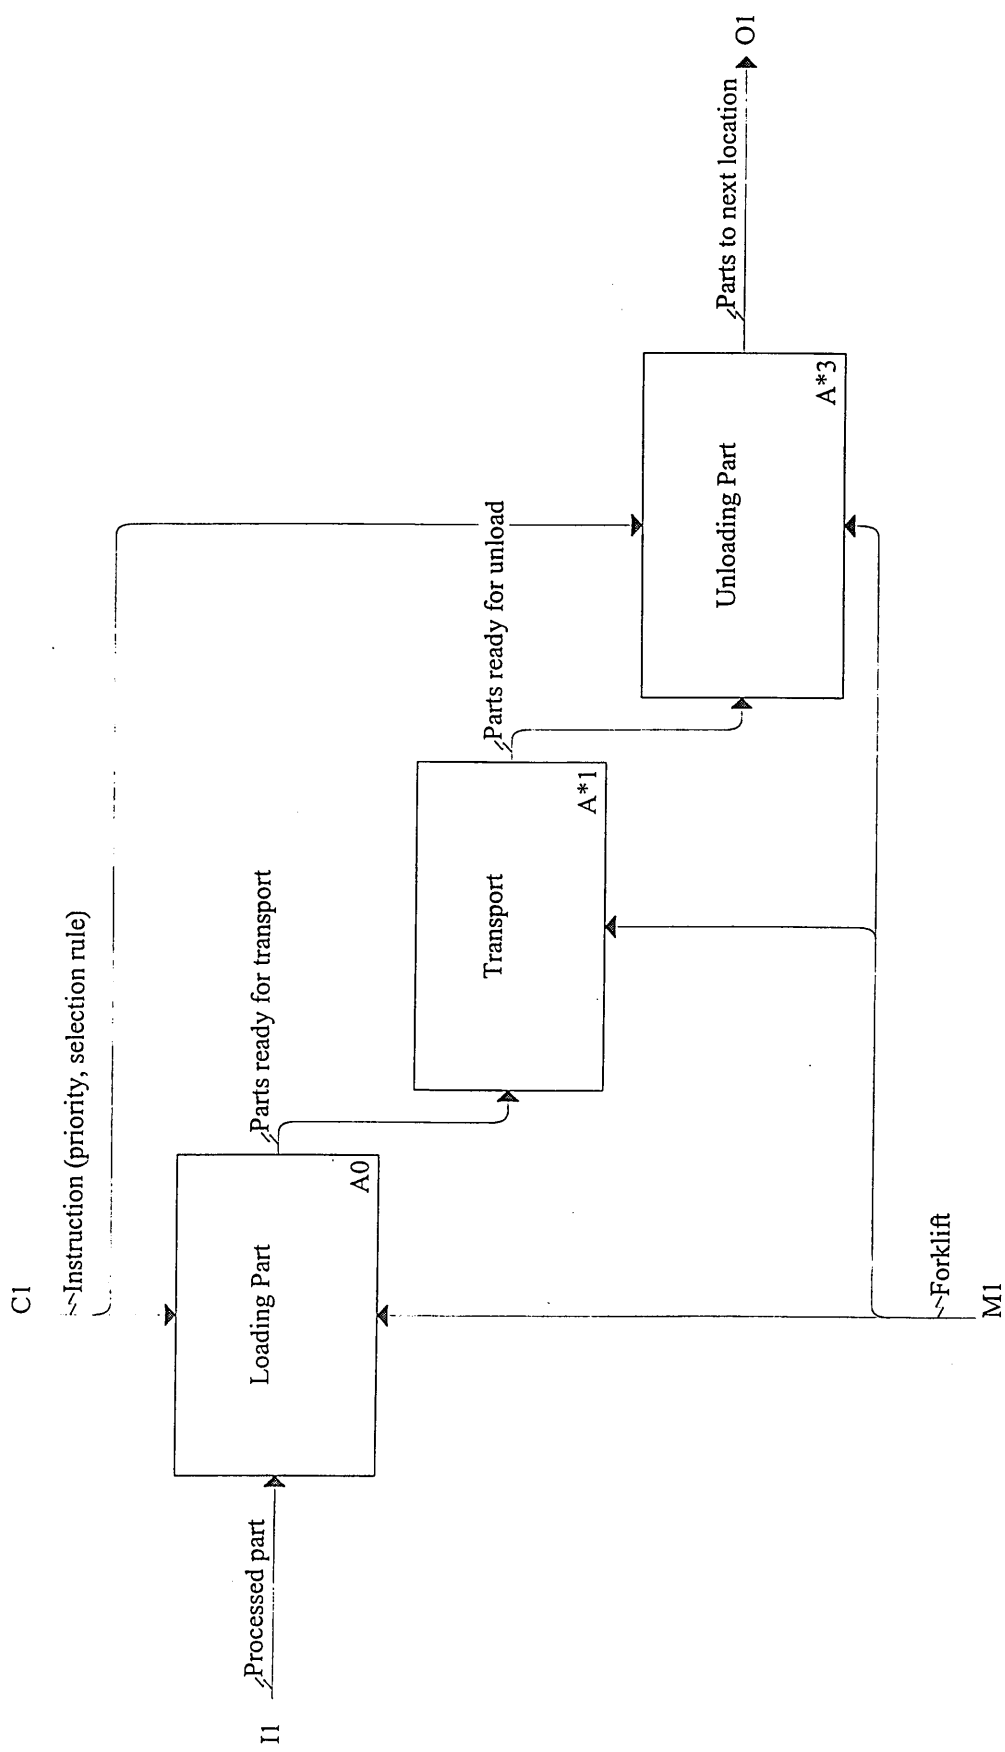 C1
Instruction (priority, selection rule)
I1
Processed part
Loading Part
A0
Parts ready for transport
Transport
A*1
Parts ready for unload
Unloading Part
A*3
Parts to next location
O1
Forklift
M1